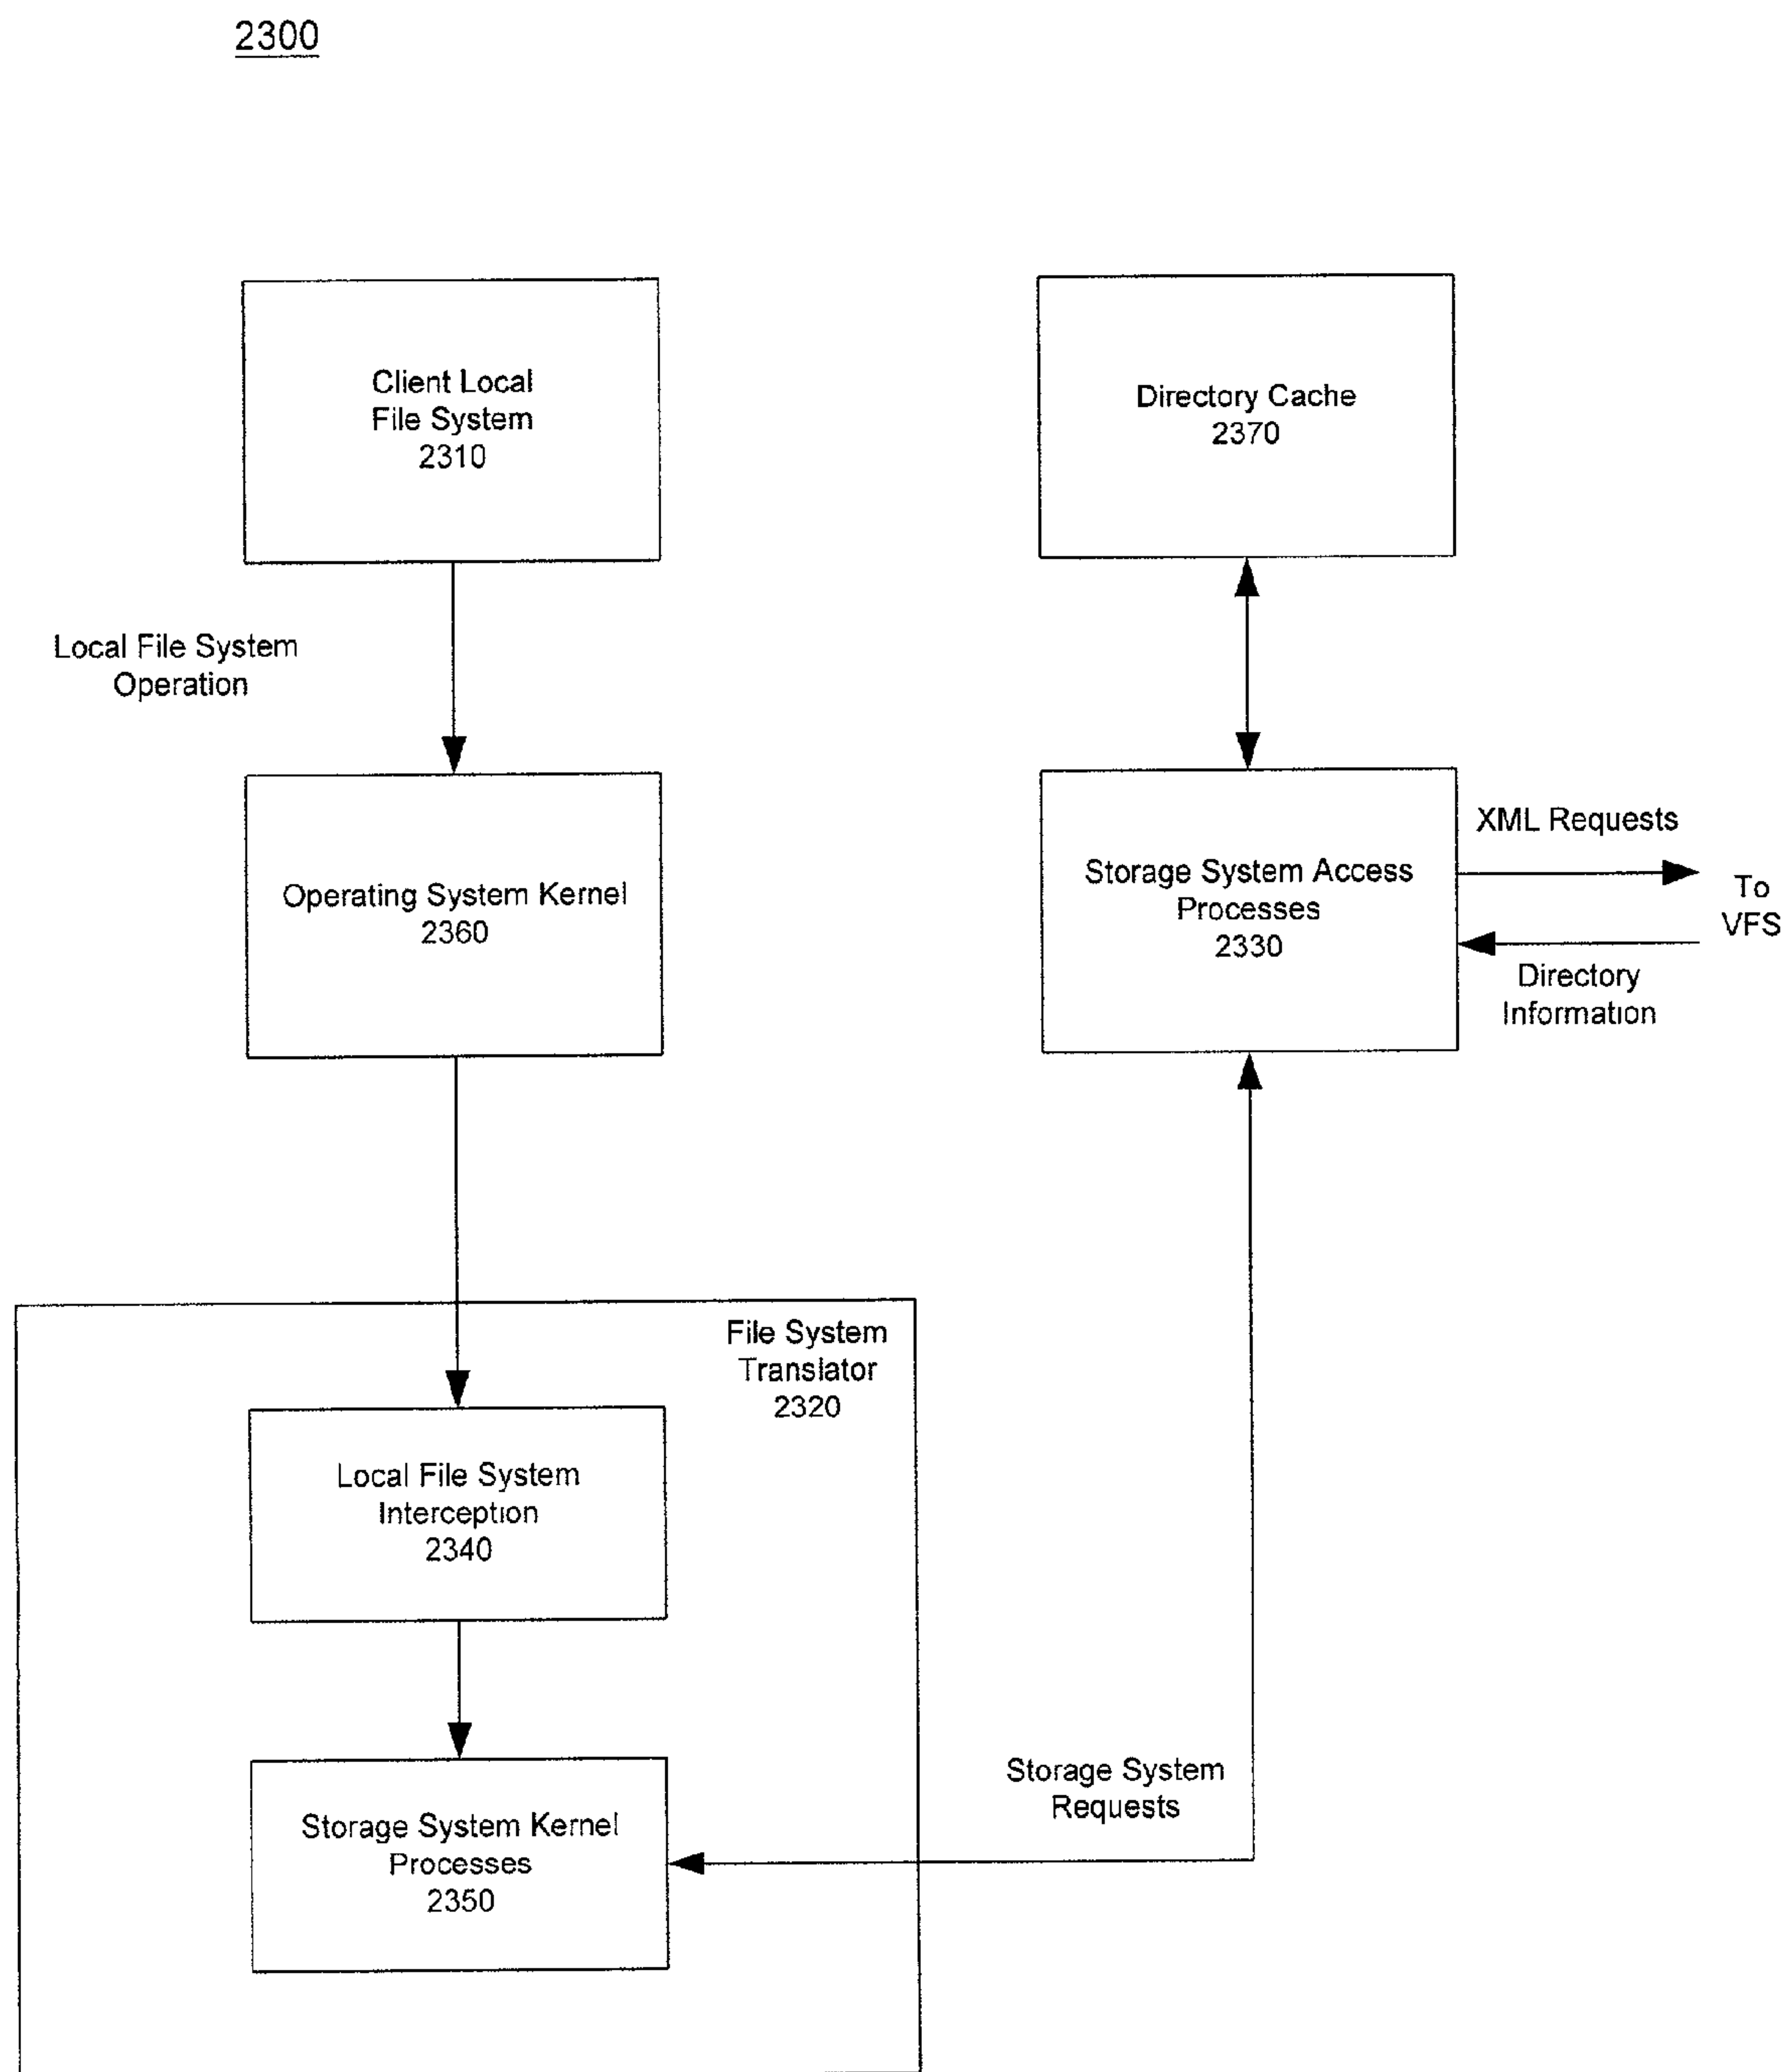 2300
Client Local
File System
2310
Directory Cache
2370
Local File System
Operation
Operating System Kernel
2360
Storage System Access
Processes
2330
XML Requests
To
VFS
Directory
Information
File System
Translator
2320
Local File System
Interception
2340
Storage System Kernel
Processes
2350
Storage System
Requests